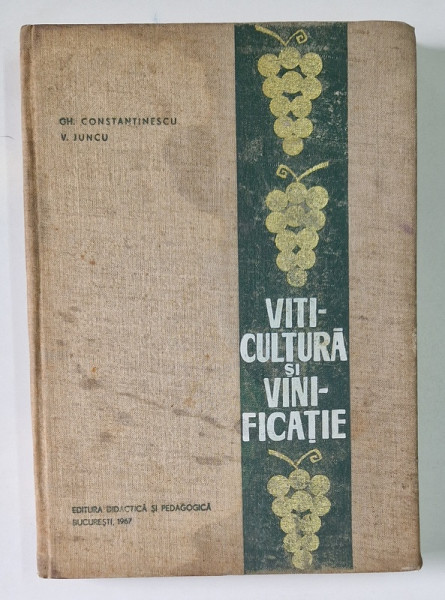 GH. CONSTANTINESCU
V. JUNCU
VITI-
CULTURĂ
ȘI
VINI-
FICAȚIE
EDITURA DIDACTICĂ ȘI PEDAGOGICĂ
BUCUREȘTI, 1967